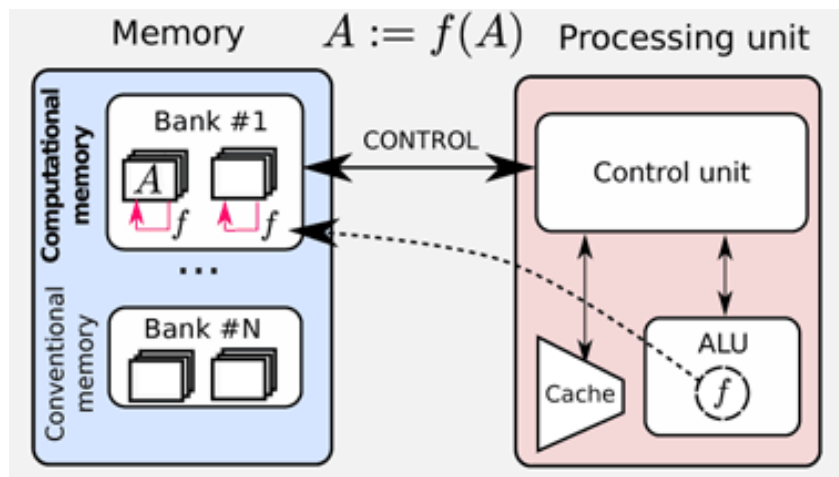 Memory
A := f(A)
Processing unit
Computational
memory
Bank #1
A
f
f
...
CONTROL
Control unit
Conventional
memory
Bank #N
Cache
ALU
f